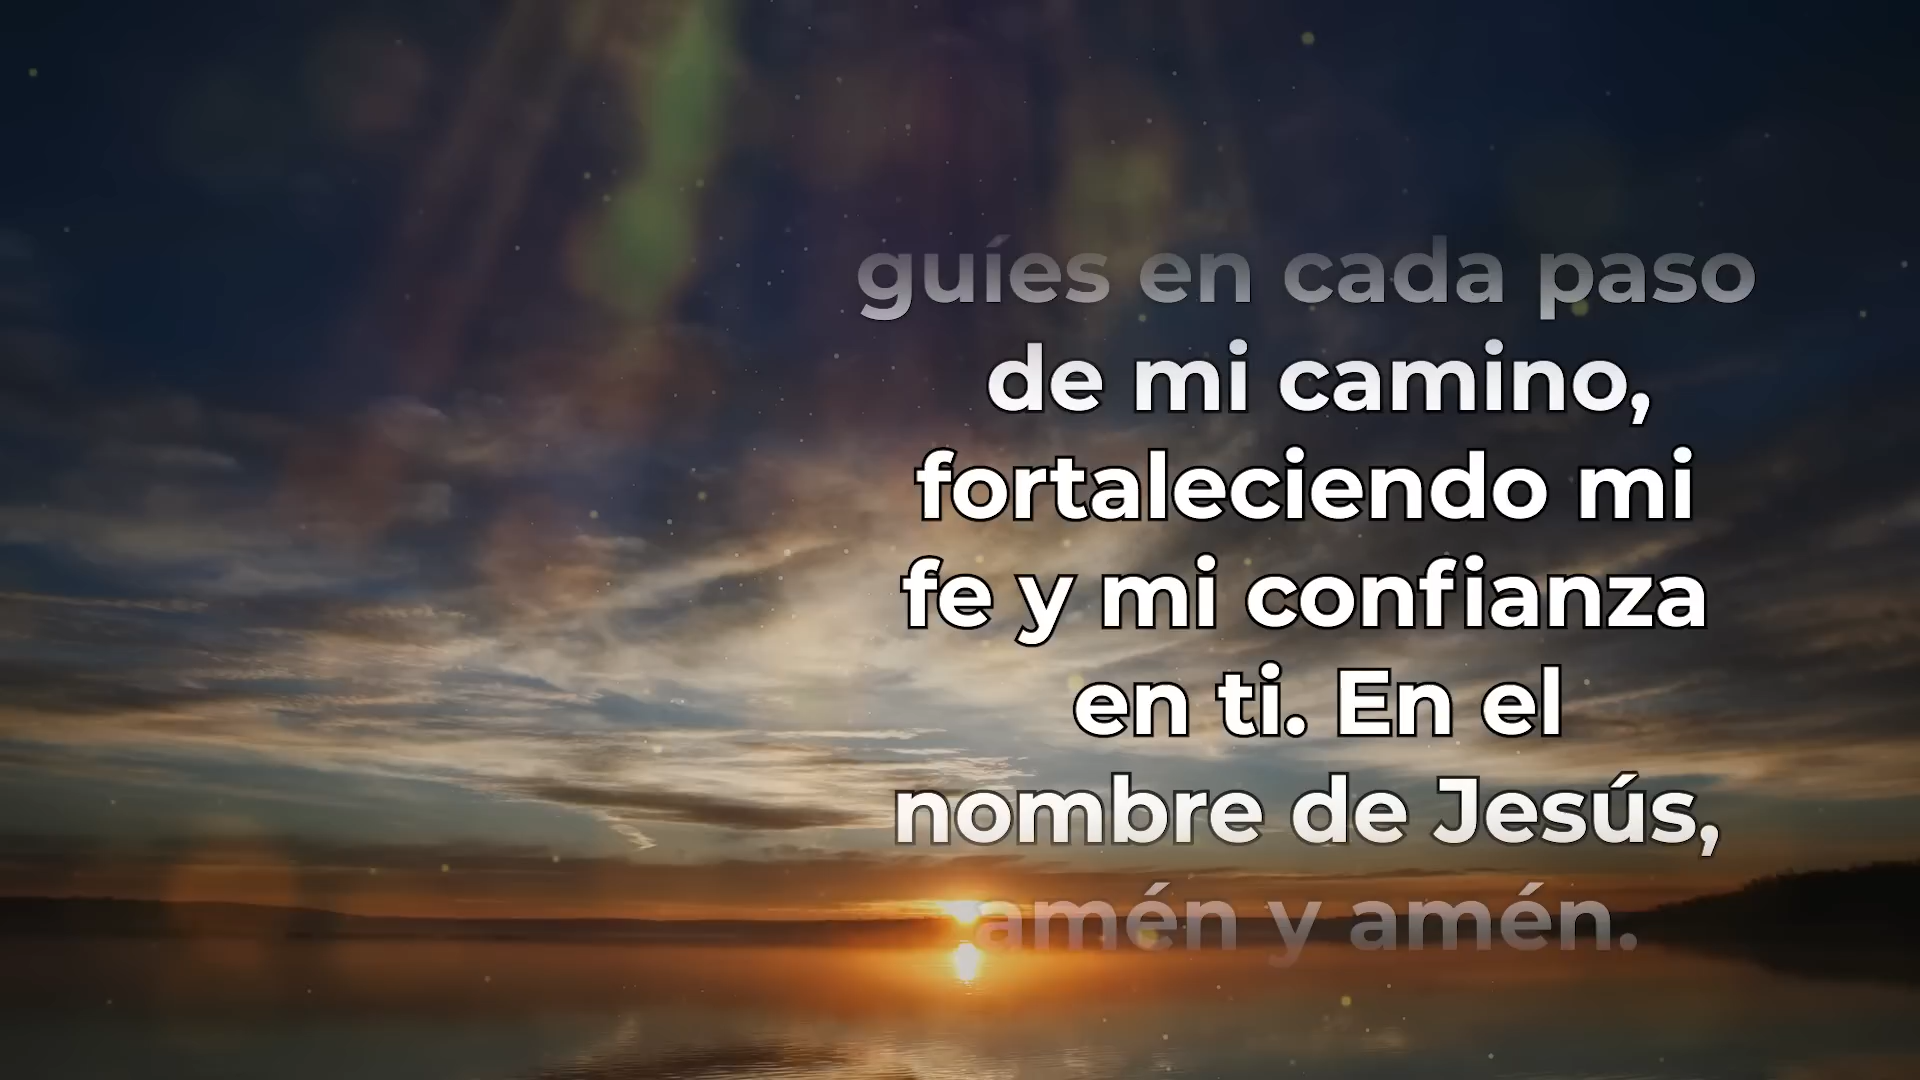 guíes en cada paso
de mi camino,
fortaleciendo mi
fe y mi confianza
en ti. En el
nombre de Jesús,
amén y amén.